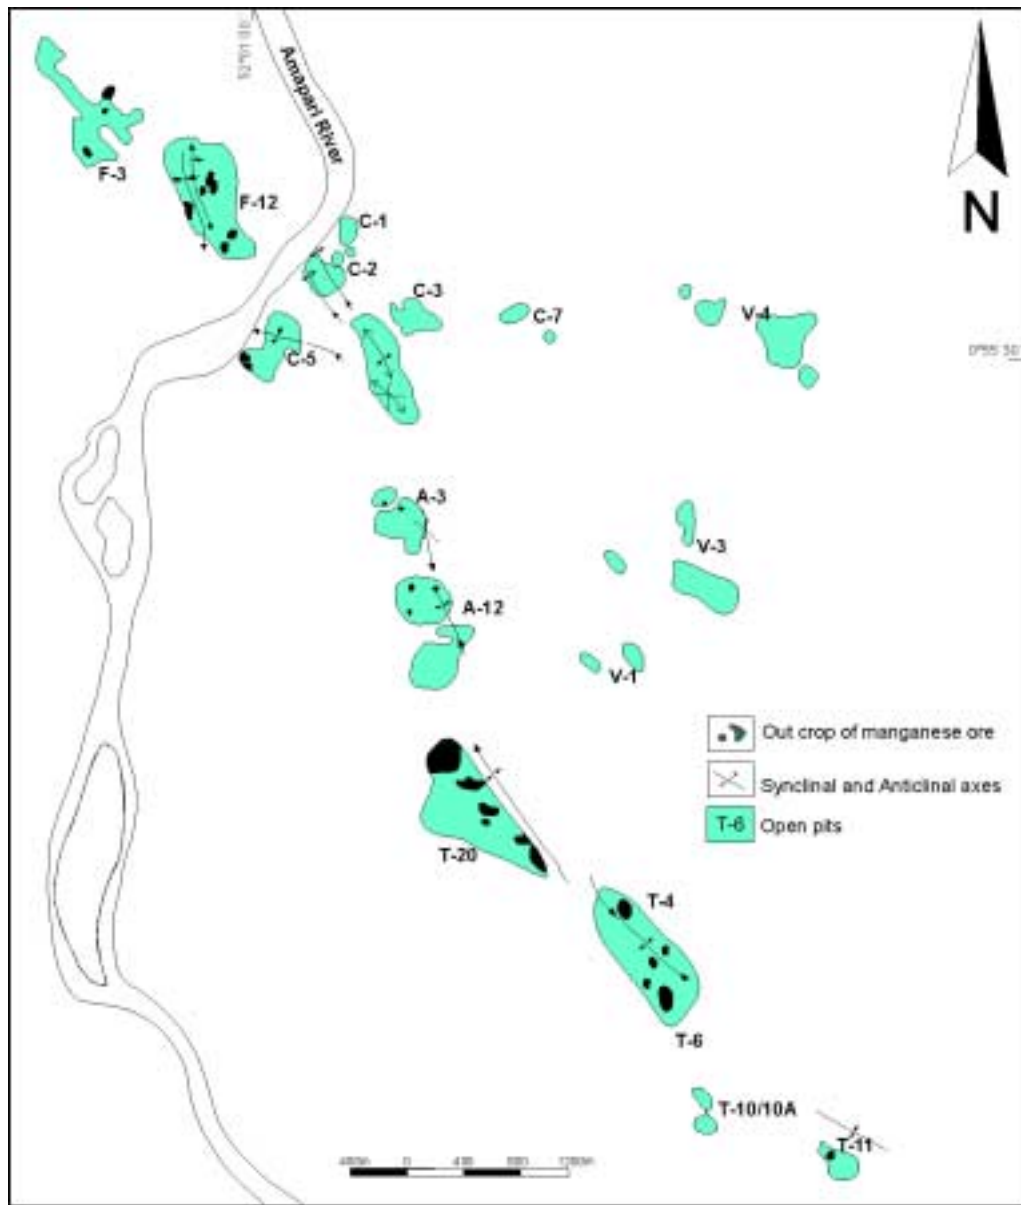 Amapari River
F-3
F-12
C-1
C-2
C-3
C-7
V-4
C-5
N
A-3
V-3
A-12
V-1
Out crop of manganese ore
Synclinal and Anticlinal axes
T-6 Open pits
T-20
T-4
T-6
T-10/10A
T-11
0